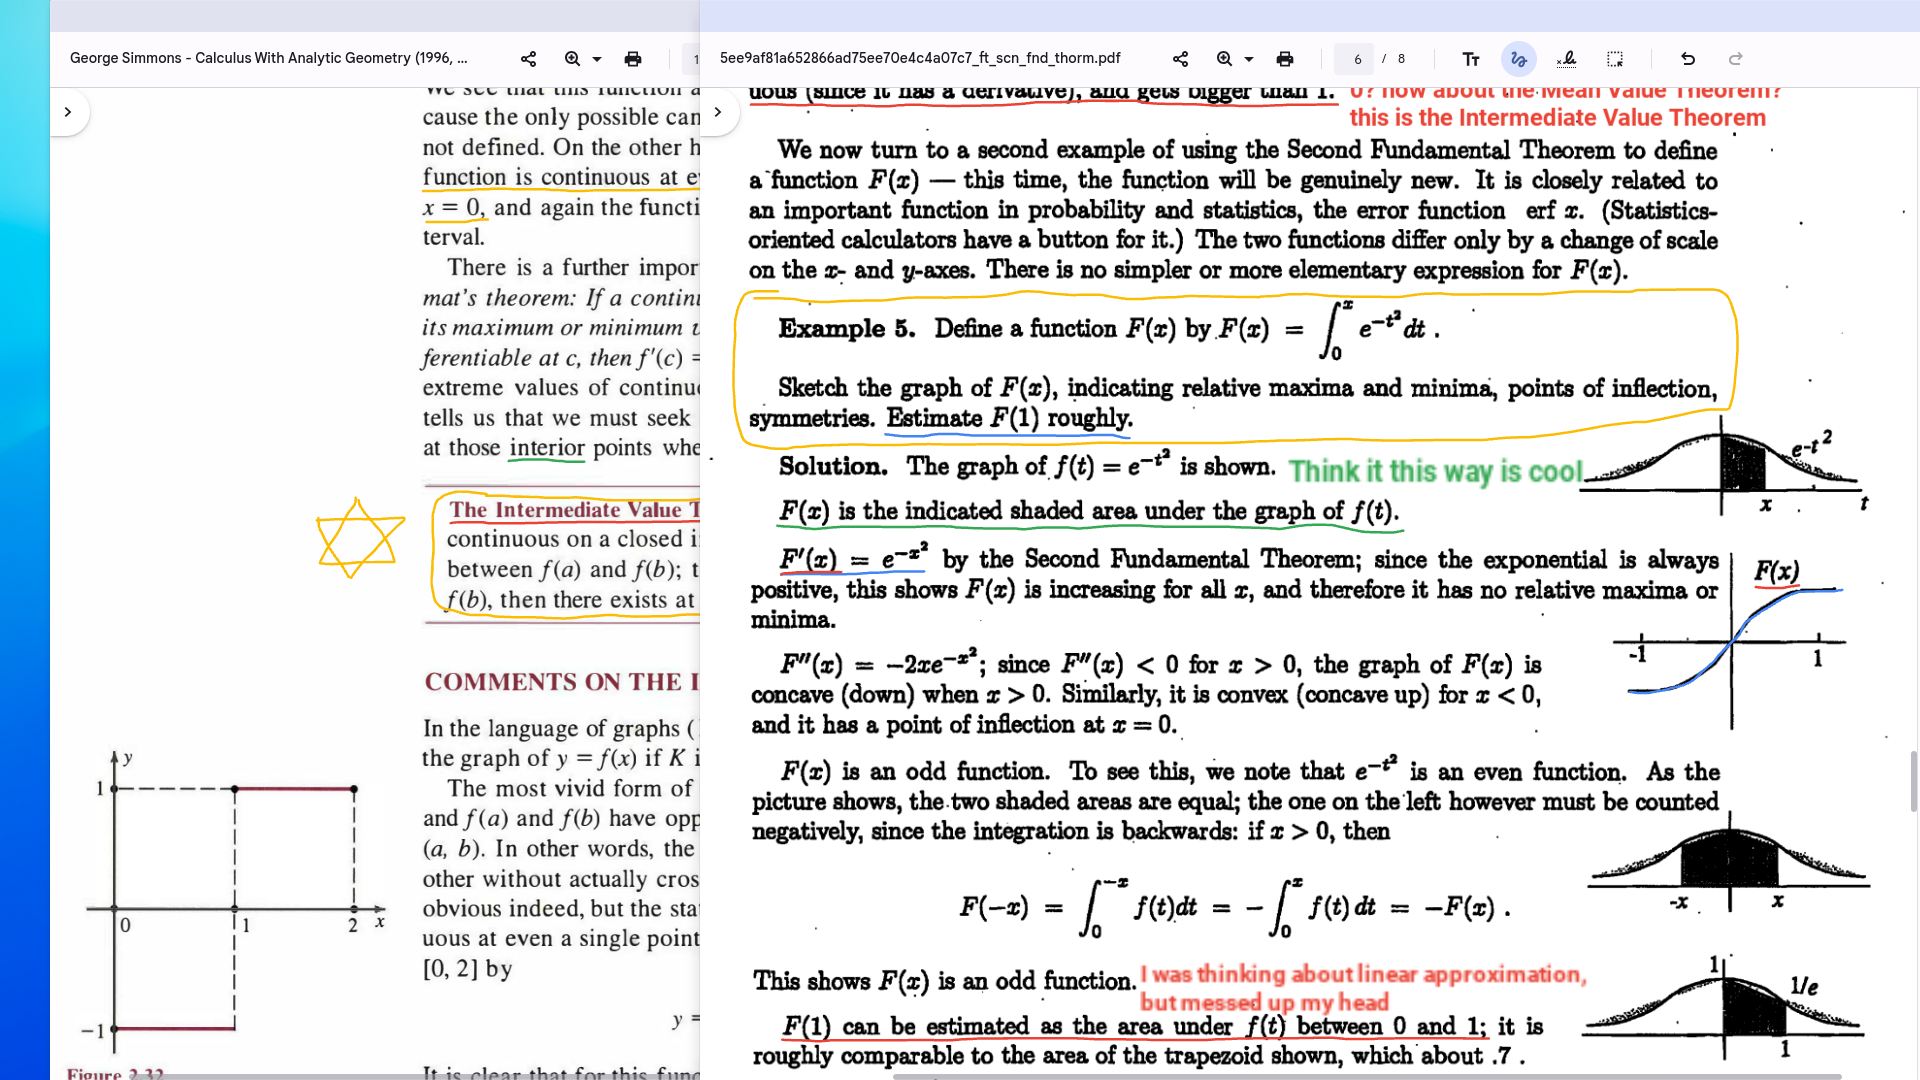 George Simmons - Calculus With Analytic Geometry (1996, ...
We see that this function a
cause the only possible can
not defined. On the other h
function is continuous at e
x = 0, and again the functi
terval.
There is a further impor
mat's theorem: If a contin
its maximum or minimum
ferentiable at c, then f'(c) =
extreme values of continu
tells us that we must seek
at those interior points whe
The Intermediate Value T
continuous on a closed i
between f(a) and f(b); t
f(b), then there exists at
COMMENTS ON THE I
In the language of graphs (
the graph of y = f(x) if K i
The most vivid form of
and f(a) and f(b) have opp
(a, b). In other words, the
other without actually cros
obvious indeed, but the sta
uous at even a single point
[0, 2] by
y =
It is clear that for this func
y
1
0
1
2
x
−1
Figure 2.32
5ee9af81a652866ad75ee70e4c4a07c7_ft_scn_fnd_thorm.pdf
6 / 8
uous (since it has a derivative), and gets bigger than 1. 0? how about the Mean Value Theorem?
this is the Intermediate Value Theorem
We now turn to a second example of using the Second Fundamental Theorem to define
a function F(x) — this time, the function will be genuinely new. It is closely related to
an important function in probability and statistics, the error function erf x. (Statistics-
oriented calculators have a button for it.) The two functions differ only by a change of scale
on the x- and y-axes. There is no simpler or more elementary expression for F(x).
Example 5. Define a function F(x) by F(x) = ∫₀ˣ e^{-t²} dt .
Sketch the graph of F(x), indicating relative maxima and minima, points of inflection,
symmetries. Estimate F(1) roughly.
Solution. The graph of f(t) = e^{-t²} is shown. Think it this way is cool
F(x) is the indicated shaded area under the graph of f(t).
e^{-t²}
x
t
F'(x) = e^{-x²} by the Second Fundamental Theorem; since the exponential is always
positive, this shows F(x) is increasing for all x, and therefore it has no relative maxima or
minima.
F(x)
-1
1
F''(x) = −2xe^{-x²}; since F''(x) < 0 for x > 0, the graph of F(x) is
concave (down) when x > 0. Similarly, it is convex (concave up) for x < 0,
and it has a point of inflection at x = 0.
F(x) is an odd function. To see this, we note that e^{-t²} is an even function. As the
picture shows, the two shaded areas are equal; the one on the left however must be counted
negatively, since the integration is backwards: if x > 0, then
F(−x) = ∫₀^{−x} f(t)dt = − ∫₀ˣ f(t) dt = −F(x) .
-x
x
This shows F(x) is an odd function. I was thinking about linear approximation,
but messed up my head
F(1) can be estimated as the area under f(t) between 0 and 1; it is
roughly comparable to the area of the trapezoid shown, which about .7 .
1
1/e
1